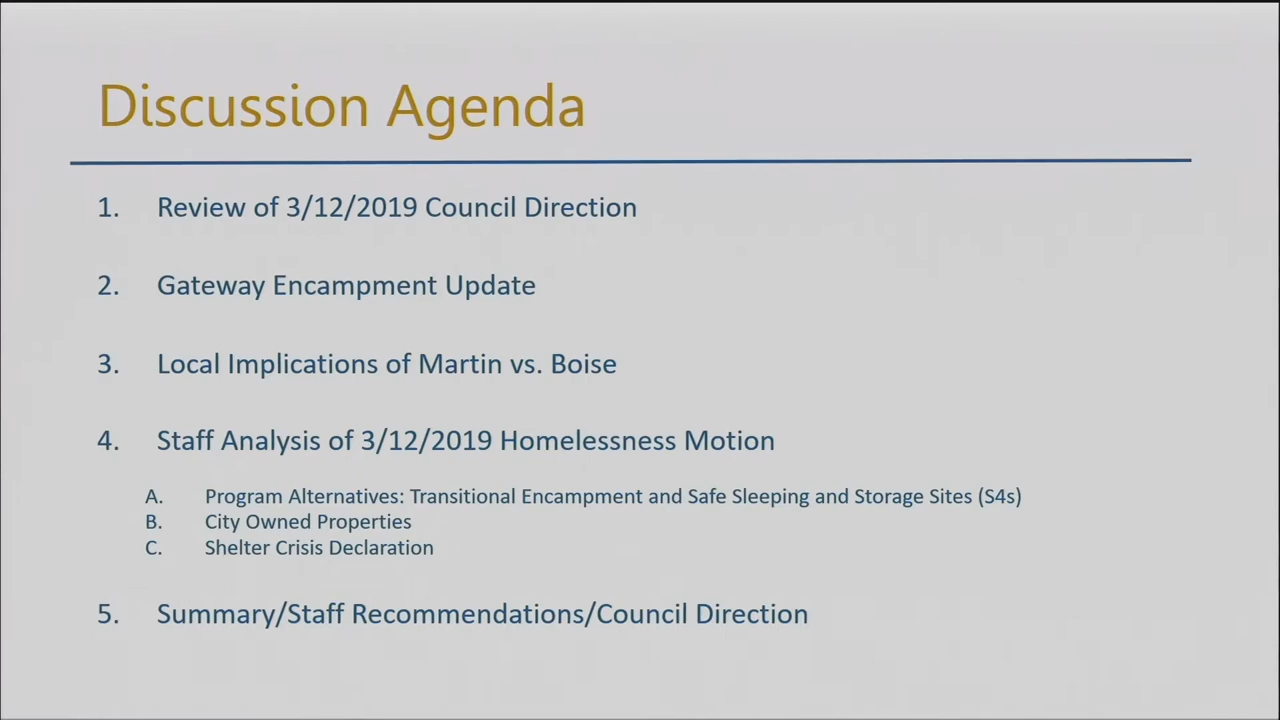 Discussion Agenda
1. Review of 3/12/2019 Council Direction
2. Gateway Encampment Update
3. Local Implications of Martin vs. Boise
4. Staff Analysis of 3/12/2019 Homelessness Motion
A. Program Alternatives: Transitional Encampment and Safe Sleeping and Storage Sites (S4s)
B. City Owned Properties
C. Shelter Crisis Declaration
5. Summary/Staff Recommendations/Council Direction